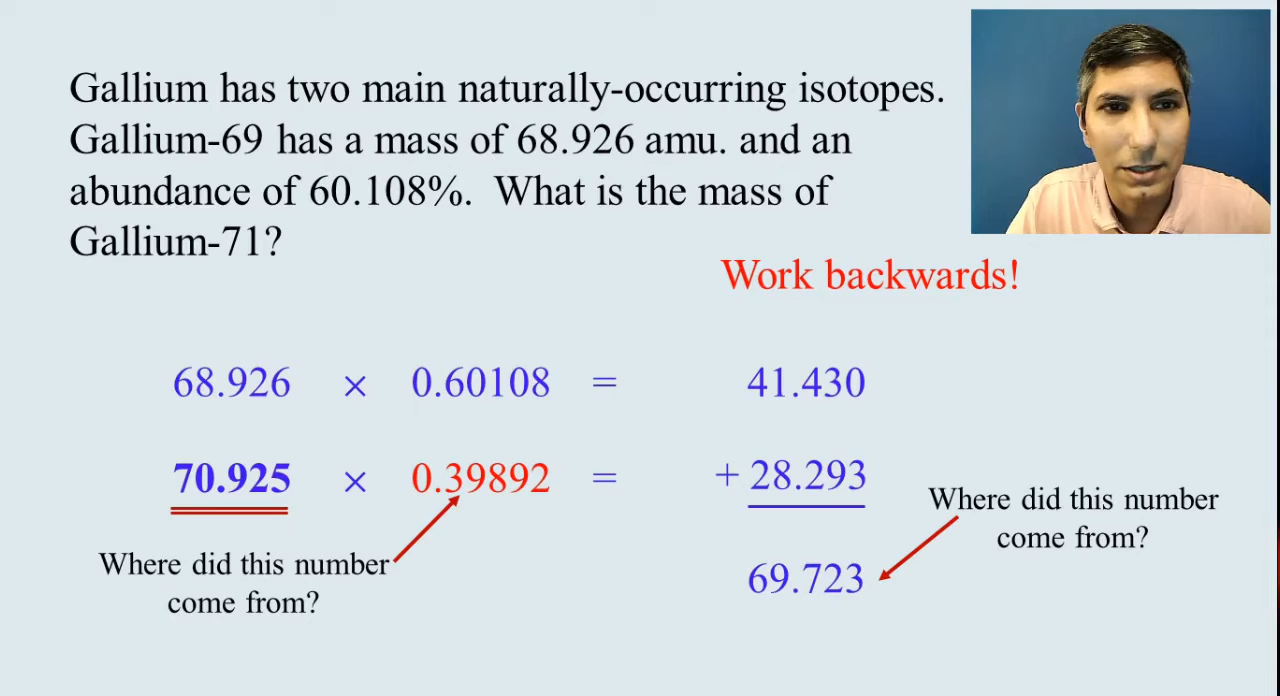 Gallium has two main naturally-occurring isotopes.
Gallium-69 has a mass of 68.926 amu. and an
abundance of 60.108%.  What is the mass of
Gallium-71?
Work backwards!
68.926 × 0.60108 = 41.430
70.925 × 0.39892 = + 28.293
Where did this number
come from?
69.723
Where did this number
come from?